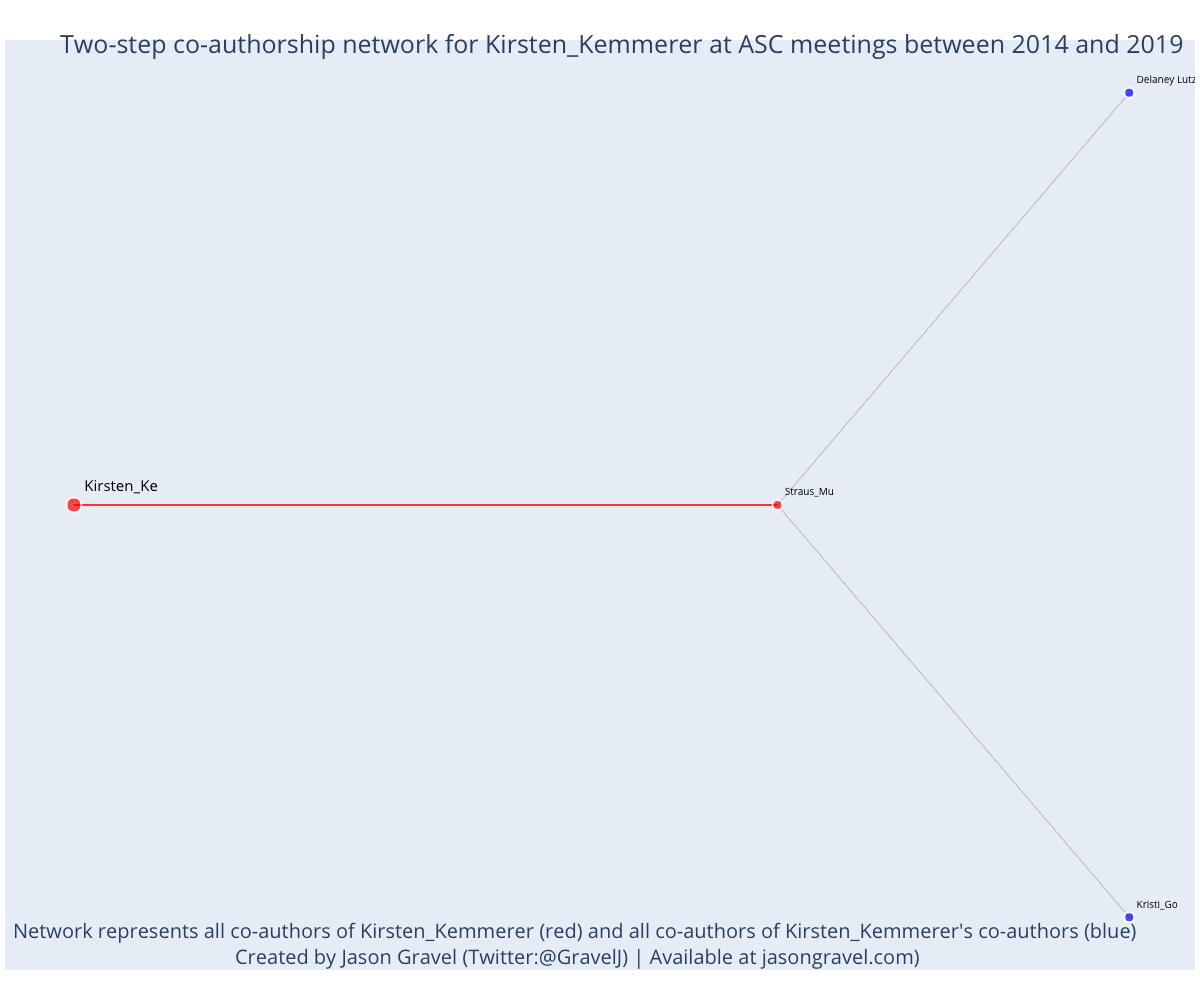 Two-step co-authorship network for Kirsten_Kemmerer at ASC meetings between 2014 and 2019
Delaney Lutz
Kirsten_Ke
Straus_Mu
Kristi_Go
Network represents all co-authors of Kirsten_Kemmerer (red) and all co-authors of Kirsten_Kemmerer's co-authors (blue)
Created by Jason Gravel (Twitter:@GravelJ) | Available at jasongravel.com)